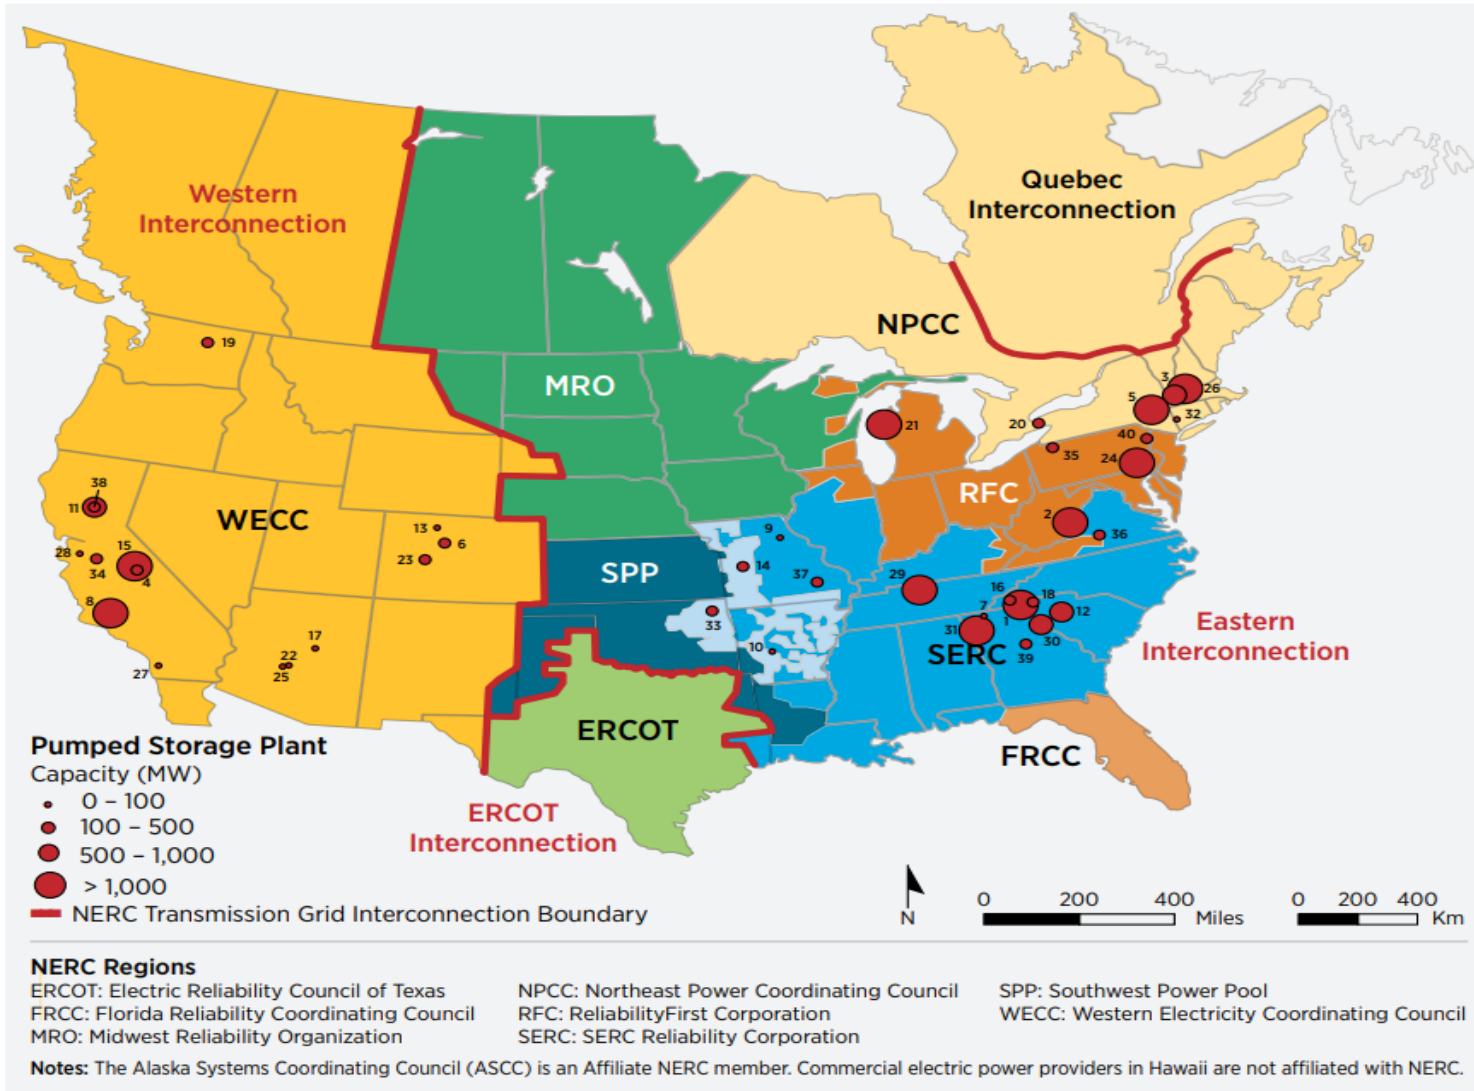 Quebec
Interconnection
Western
Interconnection
NPCC
19
MRO
3
26
5
32
21
20
40
35
24
38
11
WECC
RFC
2
13
6
9
36
28
15
23
34
4
SPP
14
37
29
8
16
18
33
7
1
12
Eastern
Interconnection
17
31
30
10
SERC
39
27
22
25
ERCOT
FRCC
Pumped Storage Plant
Capacity (MW)
0 – 100
100 – 500
500 – 1,000
> 1,000
NERC Transmission Grid Interconnection Boundary
ERCOT
Interconnection
N
0 200 400
Miles
0 200 400
Km
NERC Regions
ERCOT: Electric Reliability Council of Texas
FRCC: Florida Reliability Coordinating Council
MRO: Midwest Reliability Organization
NPCC: Northeast Power Coordinating Council
RFC: ReliabilityFirst Corporation
SERC: SERC Reliability Corporation
SPP: Southwest Power Pool
WECC: Western Electricity Coordinating Council
Notes: The Alaska Systems Coordinating Council (ASCC) is an Affiliate NERC member. Commercial electric power providers in Hawaii are not affiliated with NERC.